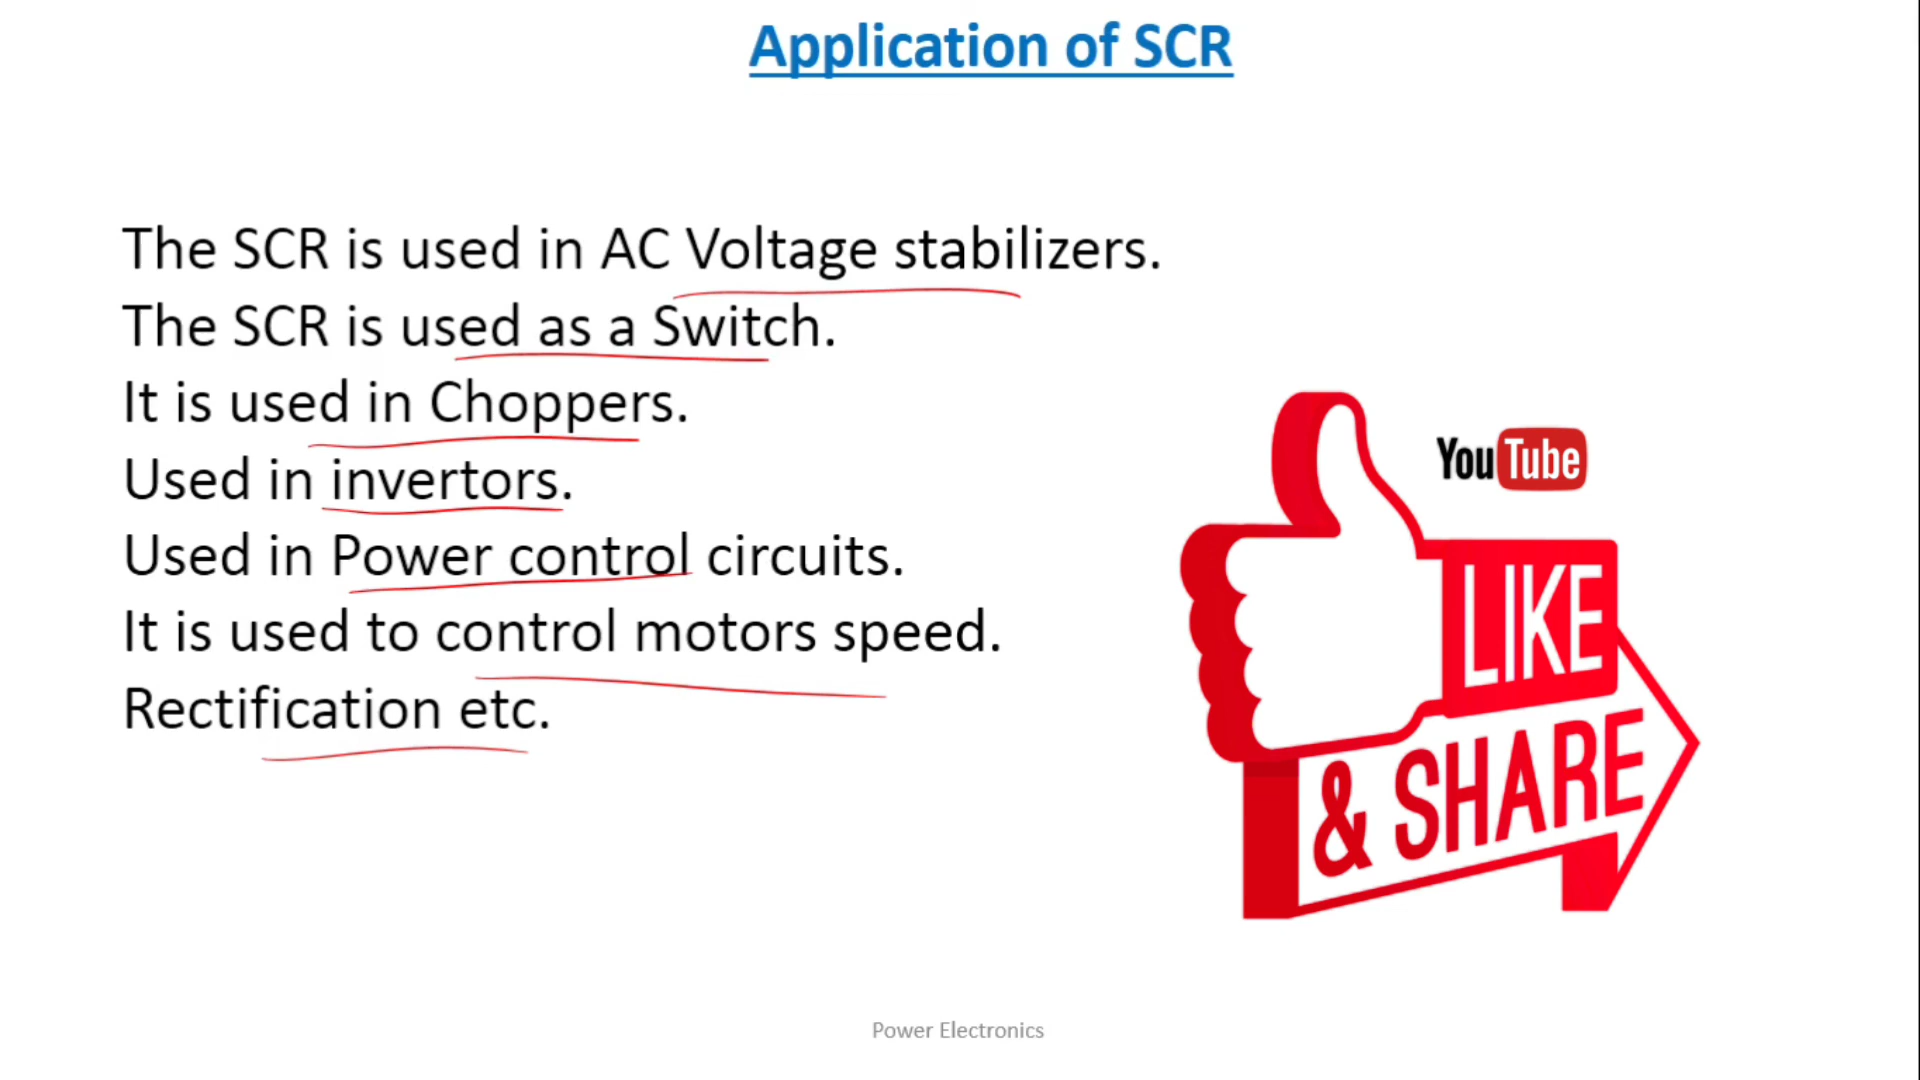 Application of SCR
The SCR is used in AC Voltage stabilizers.
The SCR is used as a Switch.
It is used in Choppers.
Used in invertors.
Used in Power control circuits.
It is used to control motors speed.
Rectification etc.
YouTube
LIKE
& SHARE
Power Electronics